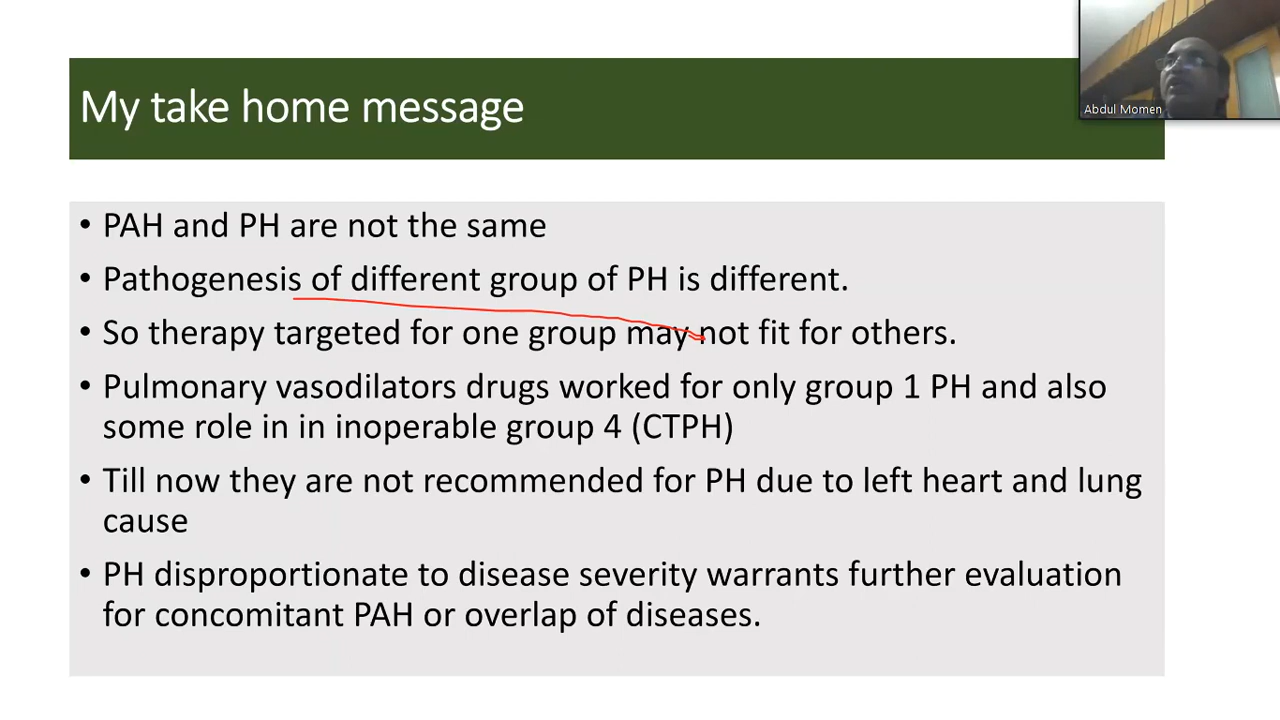 My take home message
Abdul Momen
• PAH and PH are not the same
• Pathogenesis of different group of PH is different.
• So therapy targeted for one group may not fit for others.
• Pulmonary vasodilators drugs worked for only group 1 PH and also
some role in in inoperable group 4 (CTPH)
• Till now they are not recommended for PH due to left heart and lung
cause
• PH disproportionate to disease severity warrants further evaluation
for concomitant PAH or overlap of diseases.